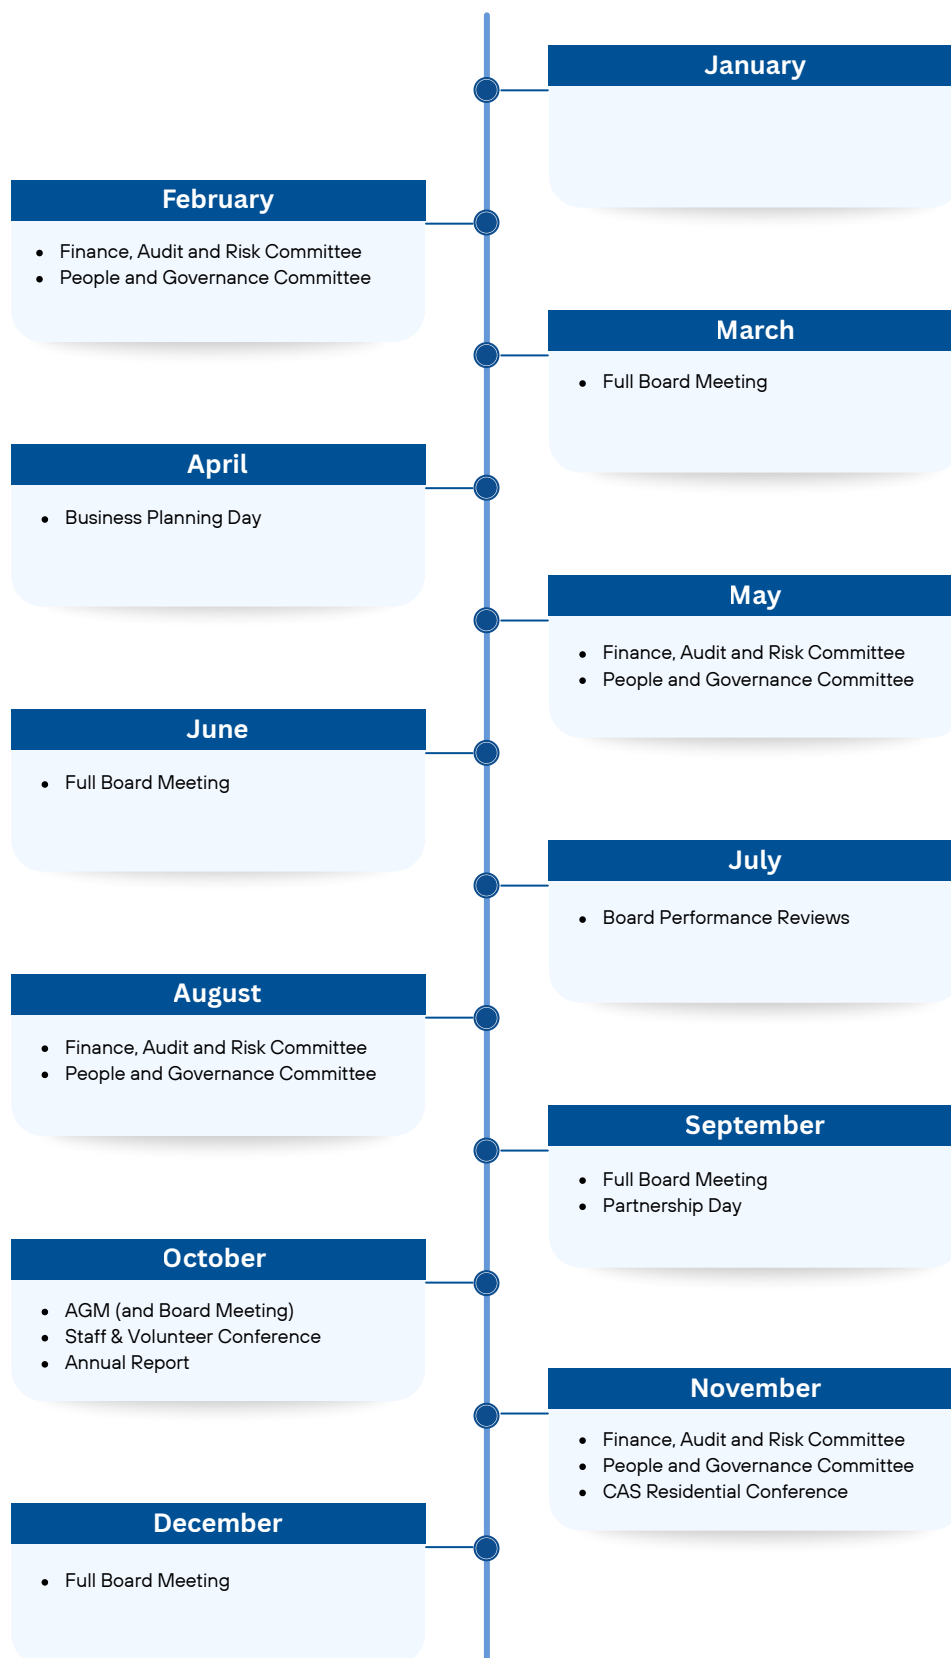 January
February
• Finance, Audit and Risk Committee
• People and Governance Committee
March
• Full Board Meeting
April
• Business Planning Day
May
• Finance, Audit and Risk Committee
• People and Governance Committee
June
• Full Board Meeting
July
• Board Performance Reviews
August
• Finance, Audit and Risk Committee
• People and Governance Committee
September
• Full Board Meeting
• Partnership Day
October
• AGM (and Board Meeting)
• Staff & Volunteer Conference
• Annual Report
November
• Finance, Audit and Risk Committee
• People and Governance Committee
• CAS Residential Conference
December
• Full Board Meeting